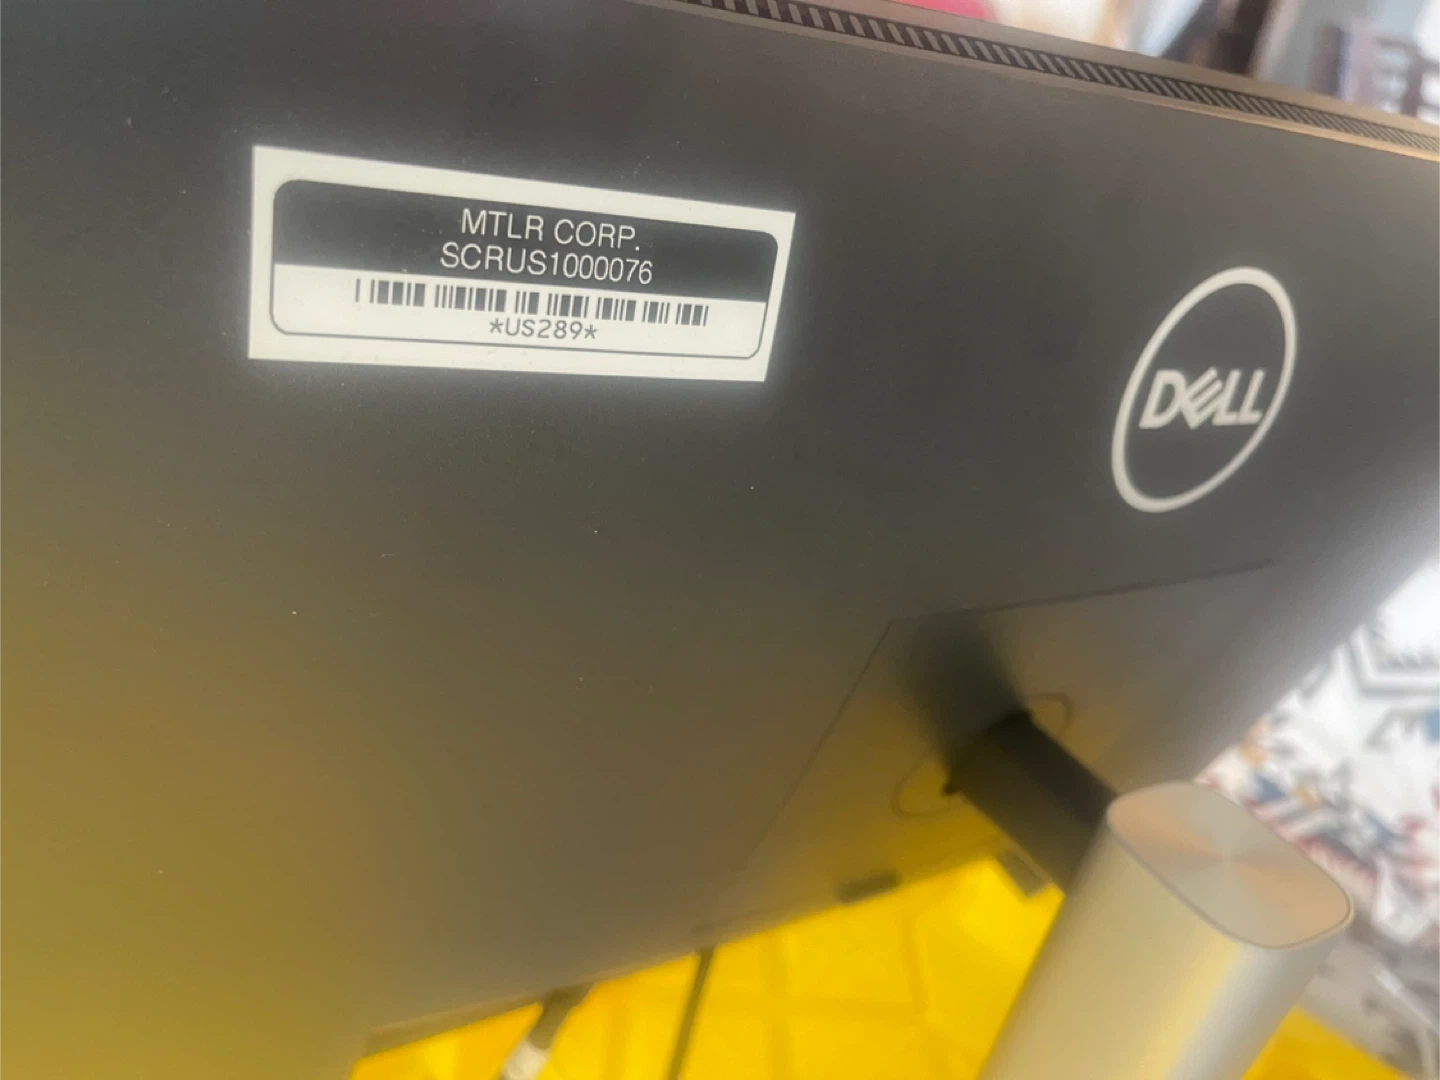 MTLR CORP.
SCRUS1000076
*US289*
DELL